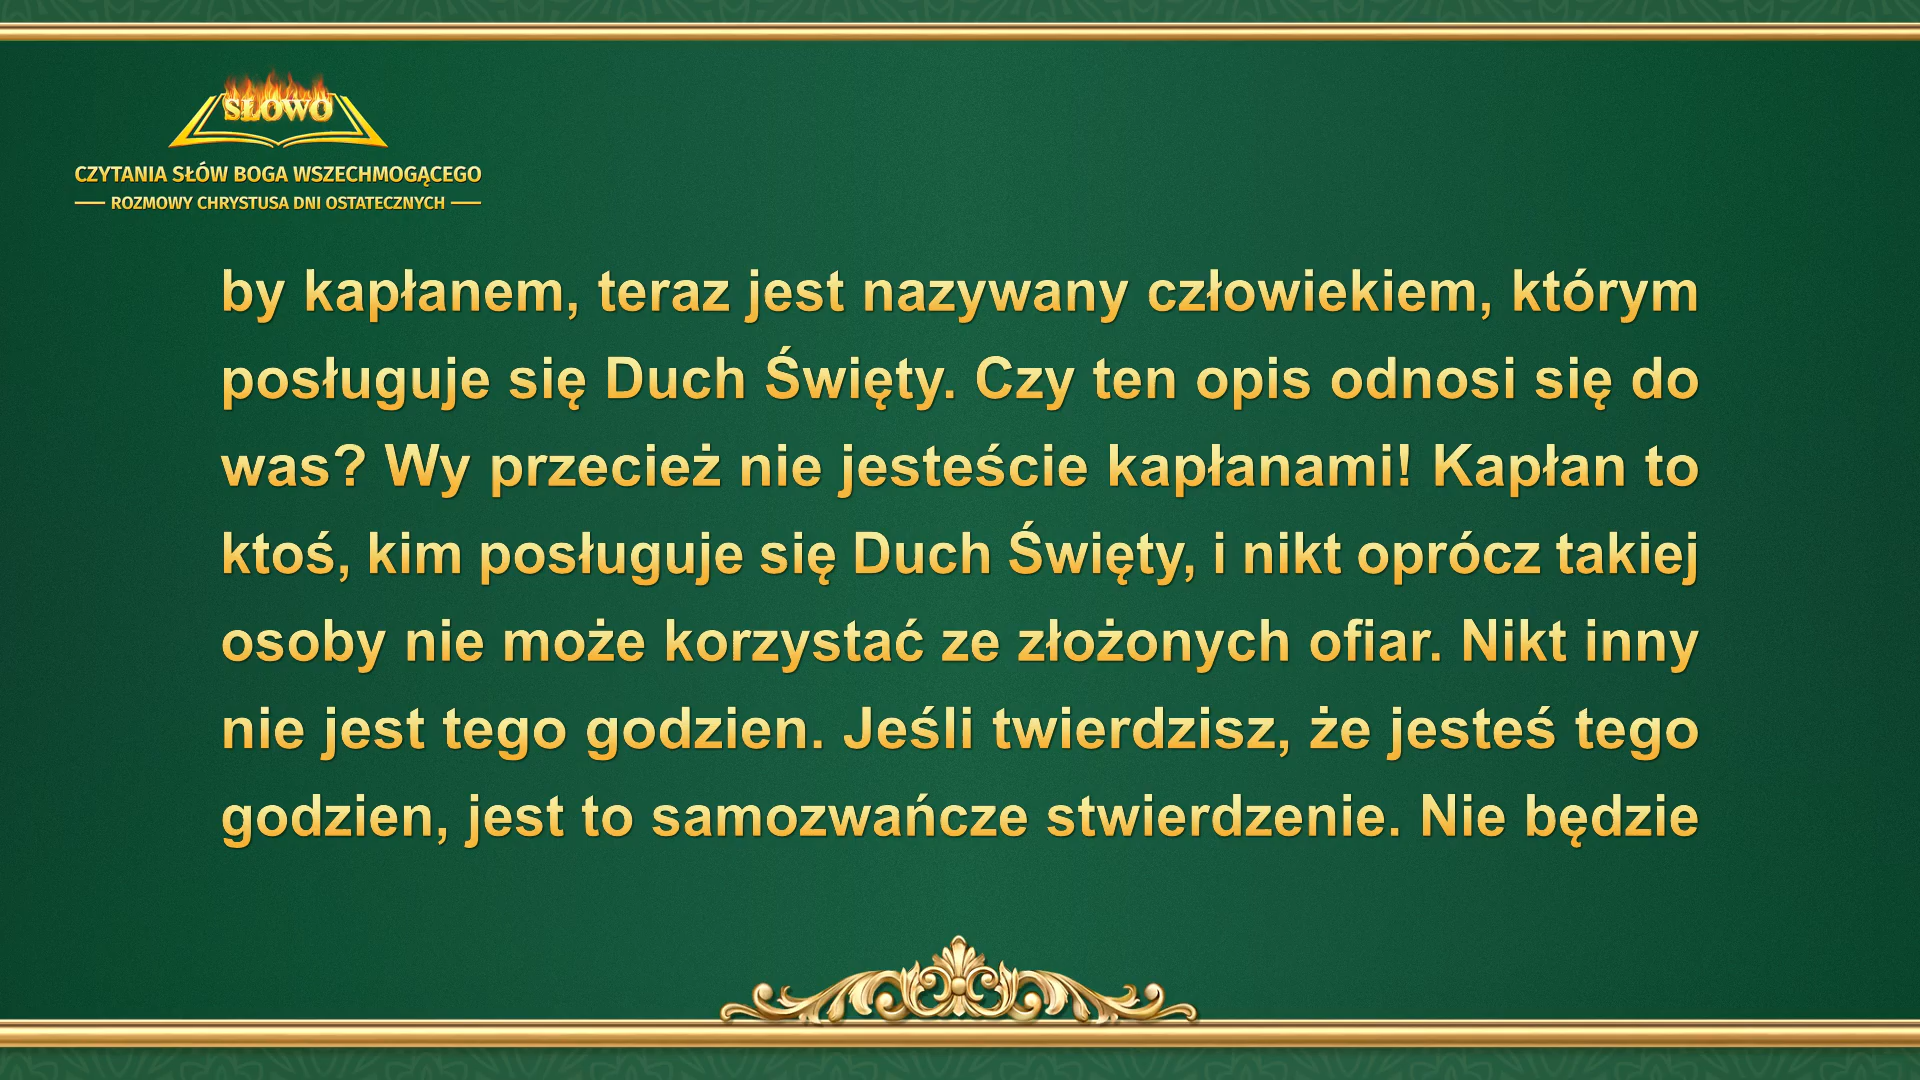 SŁOWO
CZYTANIA SŁÓW BOGA WSZECHMOGĄCEGO
ROZMOWY CHRYSTUSA DNI OSTATECZNYCH
by kapłanem, teraz jest nazywany człowiekiem, którym
posługuje się Duch Święty. Czy ten opis odnosi się do
was? Wy przecież nie jesteście kapłanami! Kapłan to
ktoś, kim posługuje się Duch Święty, i nikt oprócz takiej
osoby nie może korzystać ze złożonych ofiar. Nikt inny
nie jest tego godzien. Jeśli twierdzisz, że jesteś tego
godzien, jest to samozwańcze stwierdzenie. Nie będzie